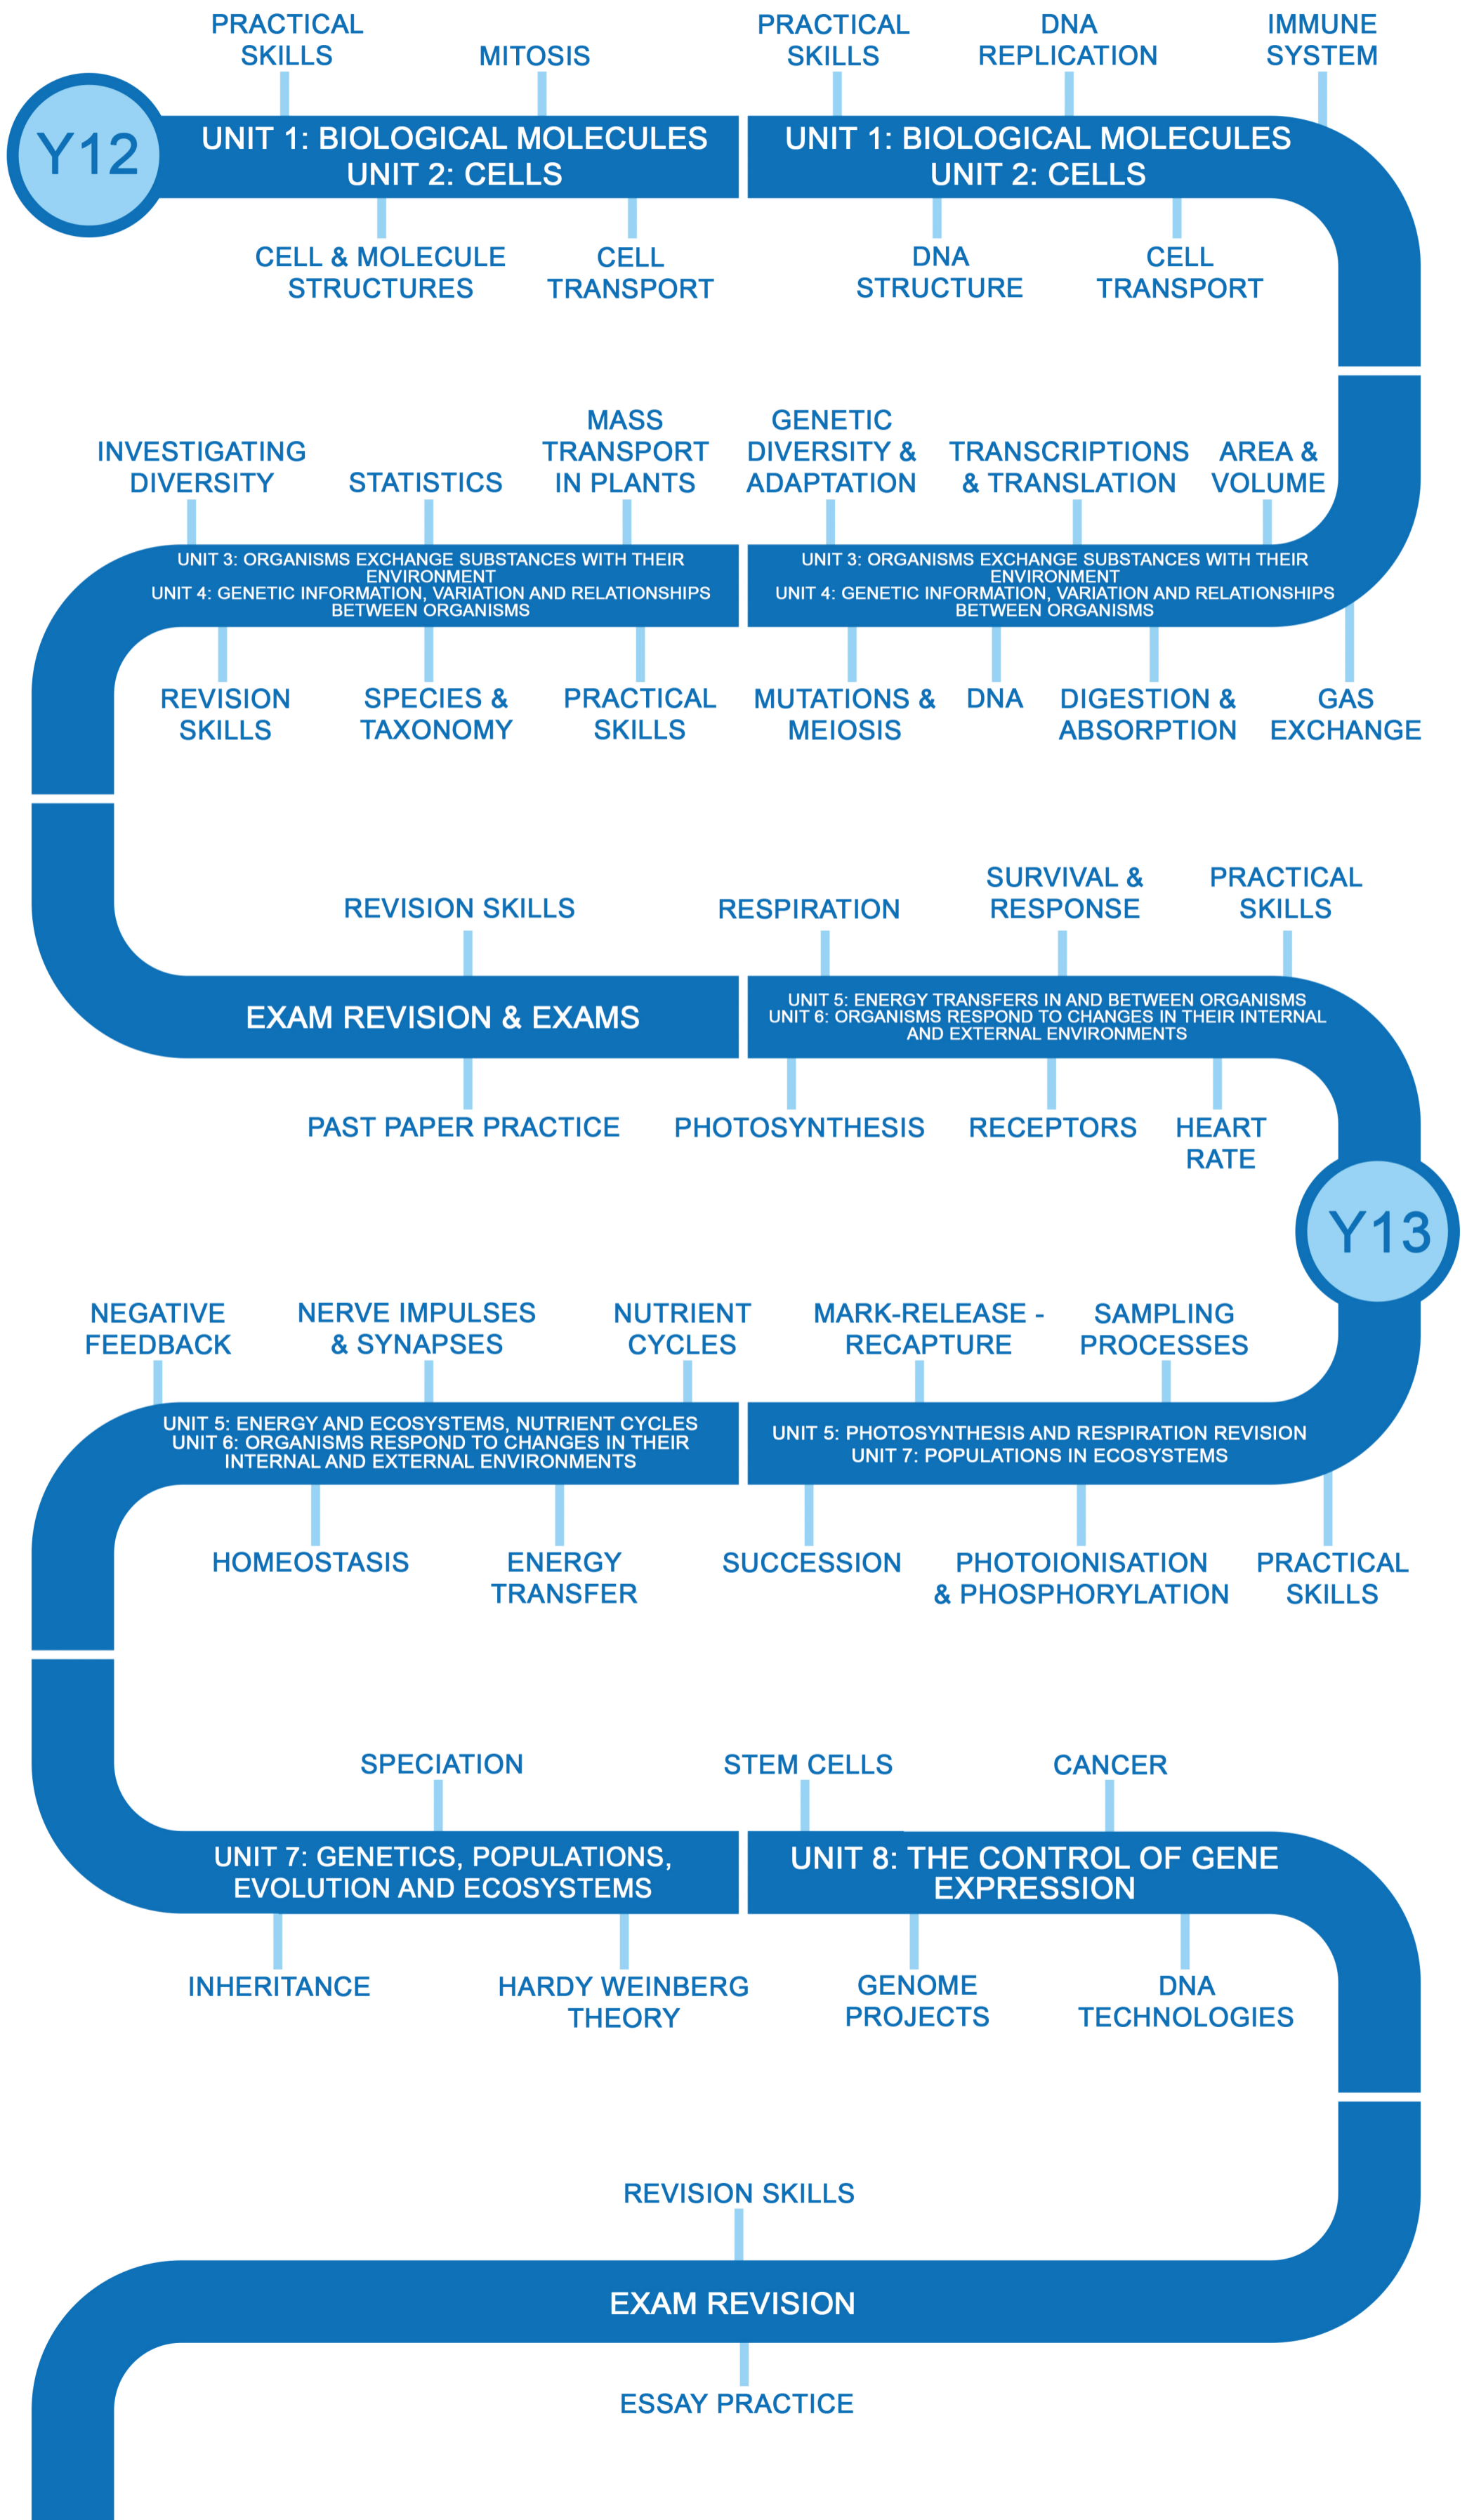 PRACTICAL
SKILLS
MITOSIS
PRACTICAL
SKILLS
DNA
REPLICATION
IMMUNE
SYSTEM
Y12
UNIT 1: BIOLOGICAL MOLECULES
UNIT 2: CELLS
UNIT 1: BIOLOGICAL MOLECULES
UNIT 2: CELLS
CELL & MOLECULE
STRUCTURES
CELL
TRANSPORT
DNA
STRUCTURE
CELL
TRANSPORT
INVESTIGATING
DIVERSITY
STATISTICS
MASS
TRANSPORT
IN PLANTS
GENETIC
DIVERSITY &
ADAPTATION
TRANSCRIPTIONS
& TRANSLATION
AREA &
VOLUME
UNIT 3: ORGANISMS EXCHANGE SUBSTANCES WITH THEIR
ENVIRONMENT
UNIT 4: GENETIC INFORMATION, VARIATION AND RELATIONSHIPS
BETWEEN ORGANISMS
UNIT 3: ORGANISMS EXCHANGE SUBSTANCES WITH THEIR
ENVIRONMENT
UNIT 4: GENETIC INFORMATION, VARIATION AND RELATIONSHIPS
BETWEEN ORGANISMS
REVISION
SKILLS
SPECIES &
TAXONOMY
PRACTICAL
SKILLS
MUTATIONS &
MEIOSIS
DNA
DIGESTION &
ABSORPTION
GAS
EXCHANGE
REVISION SKILLS
RESPIRATION
SURVIVAL &
RESPONSE
PRACTICAL
SKILLS
EXAM REVISION & EXAMS
UNIT 5: ENERGY TRANSFERS IN AND BETWEEN ORGANISMS
UNIT 6: ORGANISMS RESPOND TO CHANGES IN THEIR INTERNAL
AND EXTERNAL ENVIRONMENTS
PAST PAPER PRACTICE
PHOTOSYNTHESIS
RECEPTORS
HEART
RATE
Y13
NEGATIVE
FEEDBACK
NERVE IMPULSES
& SYNAPSES
NUTRIENT
CYCLES
MARK-RELEASE -
RECAPTURE
SAMPLING
PROCESSES
UNIT 5: ENERGY AND ECOSYSTEMS, NUTRIENT CYCLES
UNIT 6: ORGANISMS RESPOND TO CHANGES IN THEIR
INTERNAL AND EXTERNAL ENVIRONMENTS
UNIT 5: PHOTOSYNTHESIS AND RESPIRATION REVISION
UNIT 7: POPULATIONS IN ECOSYSTEMS
HOMEOSTASIS
ENERGY
TRANSFER
SUCCESSION
PHOTOIONISATION
& PHOSPHORYLATION
PRACTICAL
SKILLS
SPECIATION
STEM CELLS
CANCER
UNIT 7: GENETICS, POPULATIONS,
EVOLUTION AND ECOSYSTEMS
UNIT 8: THE CONTROL OF GENE
EXPRESSION
INHERITANCE
HARDY WEINBERG
THEORY
GENOME
PROJECTS
DNA
TECHNOLOGIES
REVISION SKILLS
EXAM REVISION
ESSAY PRACTICE